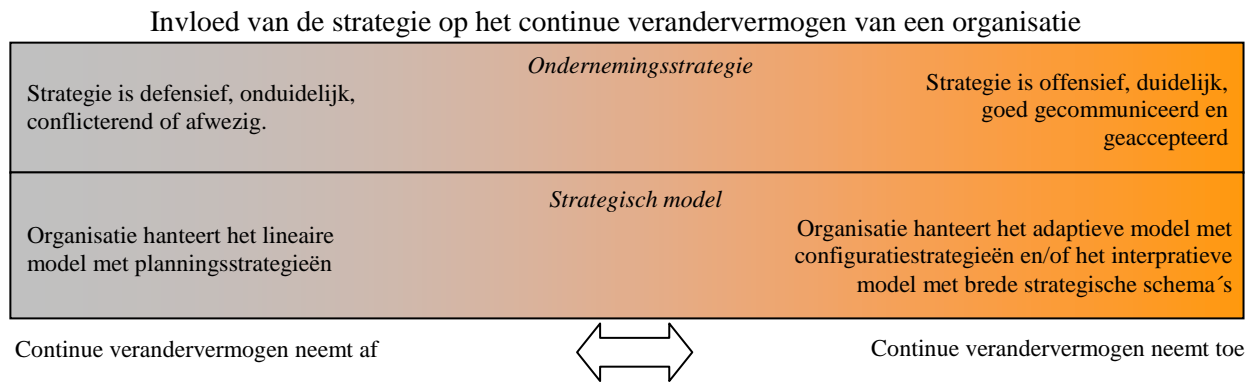 Invloed van de strategie op het continue verandervermogen van een organisatie
Ondernemingsstrategie
Strategie is defensief, onduidelijk,
conflicterend of afwezig.
Strategie is offensief, duidelijk,
goed gecommuniceerd en
geaccepteerd
Strategisch model
Organisatie hanteert het lineaire
model met planningsstrategieën
Organisatie hanteert het adaptieve model met
configuratiestrategieën en/of het interpratieve
model met brede strategische schema´s
Continue verandervermogen neemt af
Continue verandervermogen neemt toe